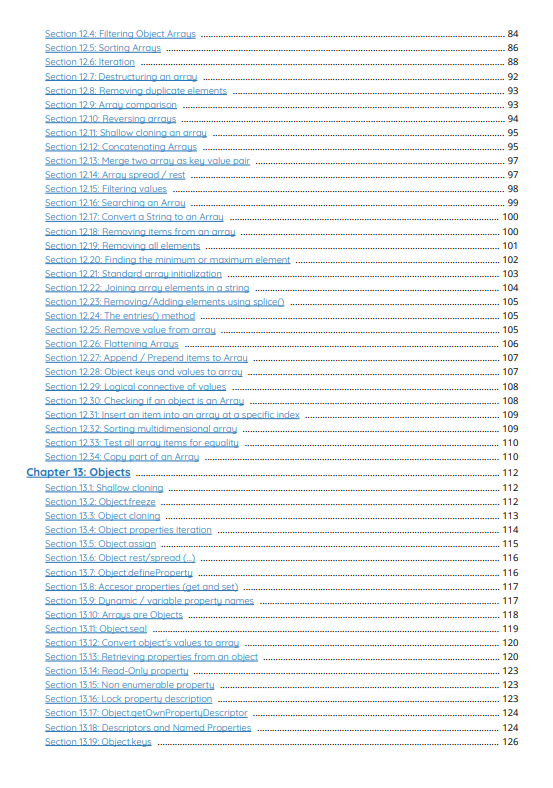 Section 12.4: Filtering Object Arrays ........ 84
Section 12.5: Sorting Arrays ........ 86
Section 12.6: Iteration ........ 88
Section 12.7: Destructuring an array ........ 92
Section 12.8: Removing duplicate elements ........ 93
Section 12.9: Array comparison ........ 93
Section 12.10: Reversing arrays ........ 94
Section 12.11: Shallow cloning an array ........ 95
Section 12.12: Concatenating Arrays ........ 95
Section 12.13: Merge two array as key value pair ........ 97
Section 12.14: Array spread / rest ........ 97
Section 12.15: Filtering values ........ 98
Section 12.16: Searching an Array ........ 99
Section 12.17: Convert a String to an Array ........ 100
Section 12.18: Removing items from an array ........ 100
Section 12.19: Removing all elements ........ 101
Section 12.20: Finding the minimum or maximum element ........ 102
Section 12.21: Standard array initialization ........ 103
Section 12.22: Joining array elements in a string ........ 104
Section 12.23: Removing/Adding elements using splice() ........ 105
Section 12.24: The entries() method ........ 105
Section 12.25: Remove value from array ........ 105
Section 12.26: Flattening Arrays ........ 106
Section 12.27: Append / Prepend items to Array ........ 107
Section 12.28: Object keys and values to array ........ 107
Section 12.29: Logical connective of values ........ 108
Section 12.30: Checking if an object is an Array ........ 108
Section 12.31: Insert an item into an array at a specific index ........ 109
Section 12.32: Sorting multidimensional array ........ 109
Section 12.33: Test all array items for equality ........ 110
Section 12.34: Copy part of an Array ........ 110
Chapter 13: Objects ........ 112
Section 13.1: Shallow cloning ........ 112
Section 13.2: Object.freeze ........ 112
Section 13.3: Object cloning ........ 113
Section 13.4: Object properties iteration ........ 114
Section 13.5: Object.assign ........ 115
Section 13.6: Object rest/spread (...) ........ 116
Section 13.7: Object.defineProperty ........ 116
Section 13.8: Accesor properties (get and set) ........ 117
Section 13.9: Dynamic / variable property names ........ 117
Section 13.10: Arrays are Objects ........ 118
Section 13.11: Object.seal ........ 119
Section 13.12: Convert object's values to array ........ 120
Section 13.13: Retrieving properties from an object ........ 120
Section 13.14: Read-Only property ........ 123
Section 13.15: Non enumerable property ........ 123
Section 13.16: Lock property description ........ 123
Section 13.17: Object.getOwnPropertyDescriptor ........ 124
Section 13.18: Descriptors and Named Properties ........ 124
Section 13.19: Object.keys ........ 126